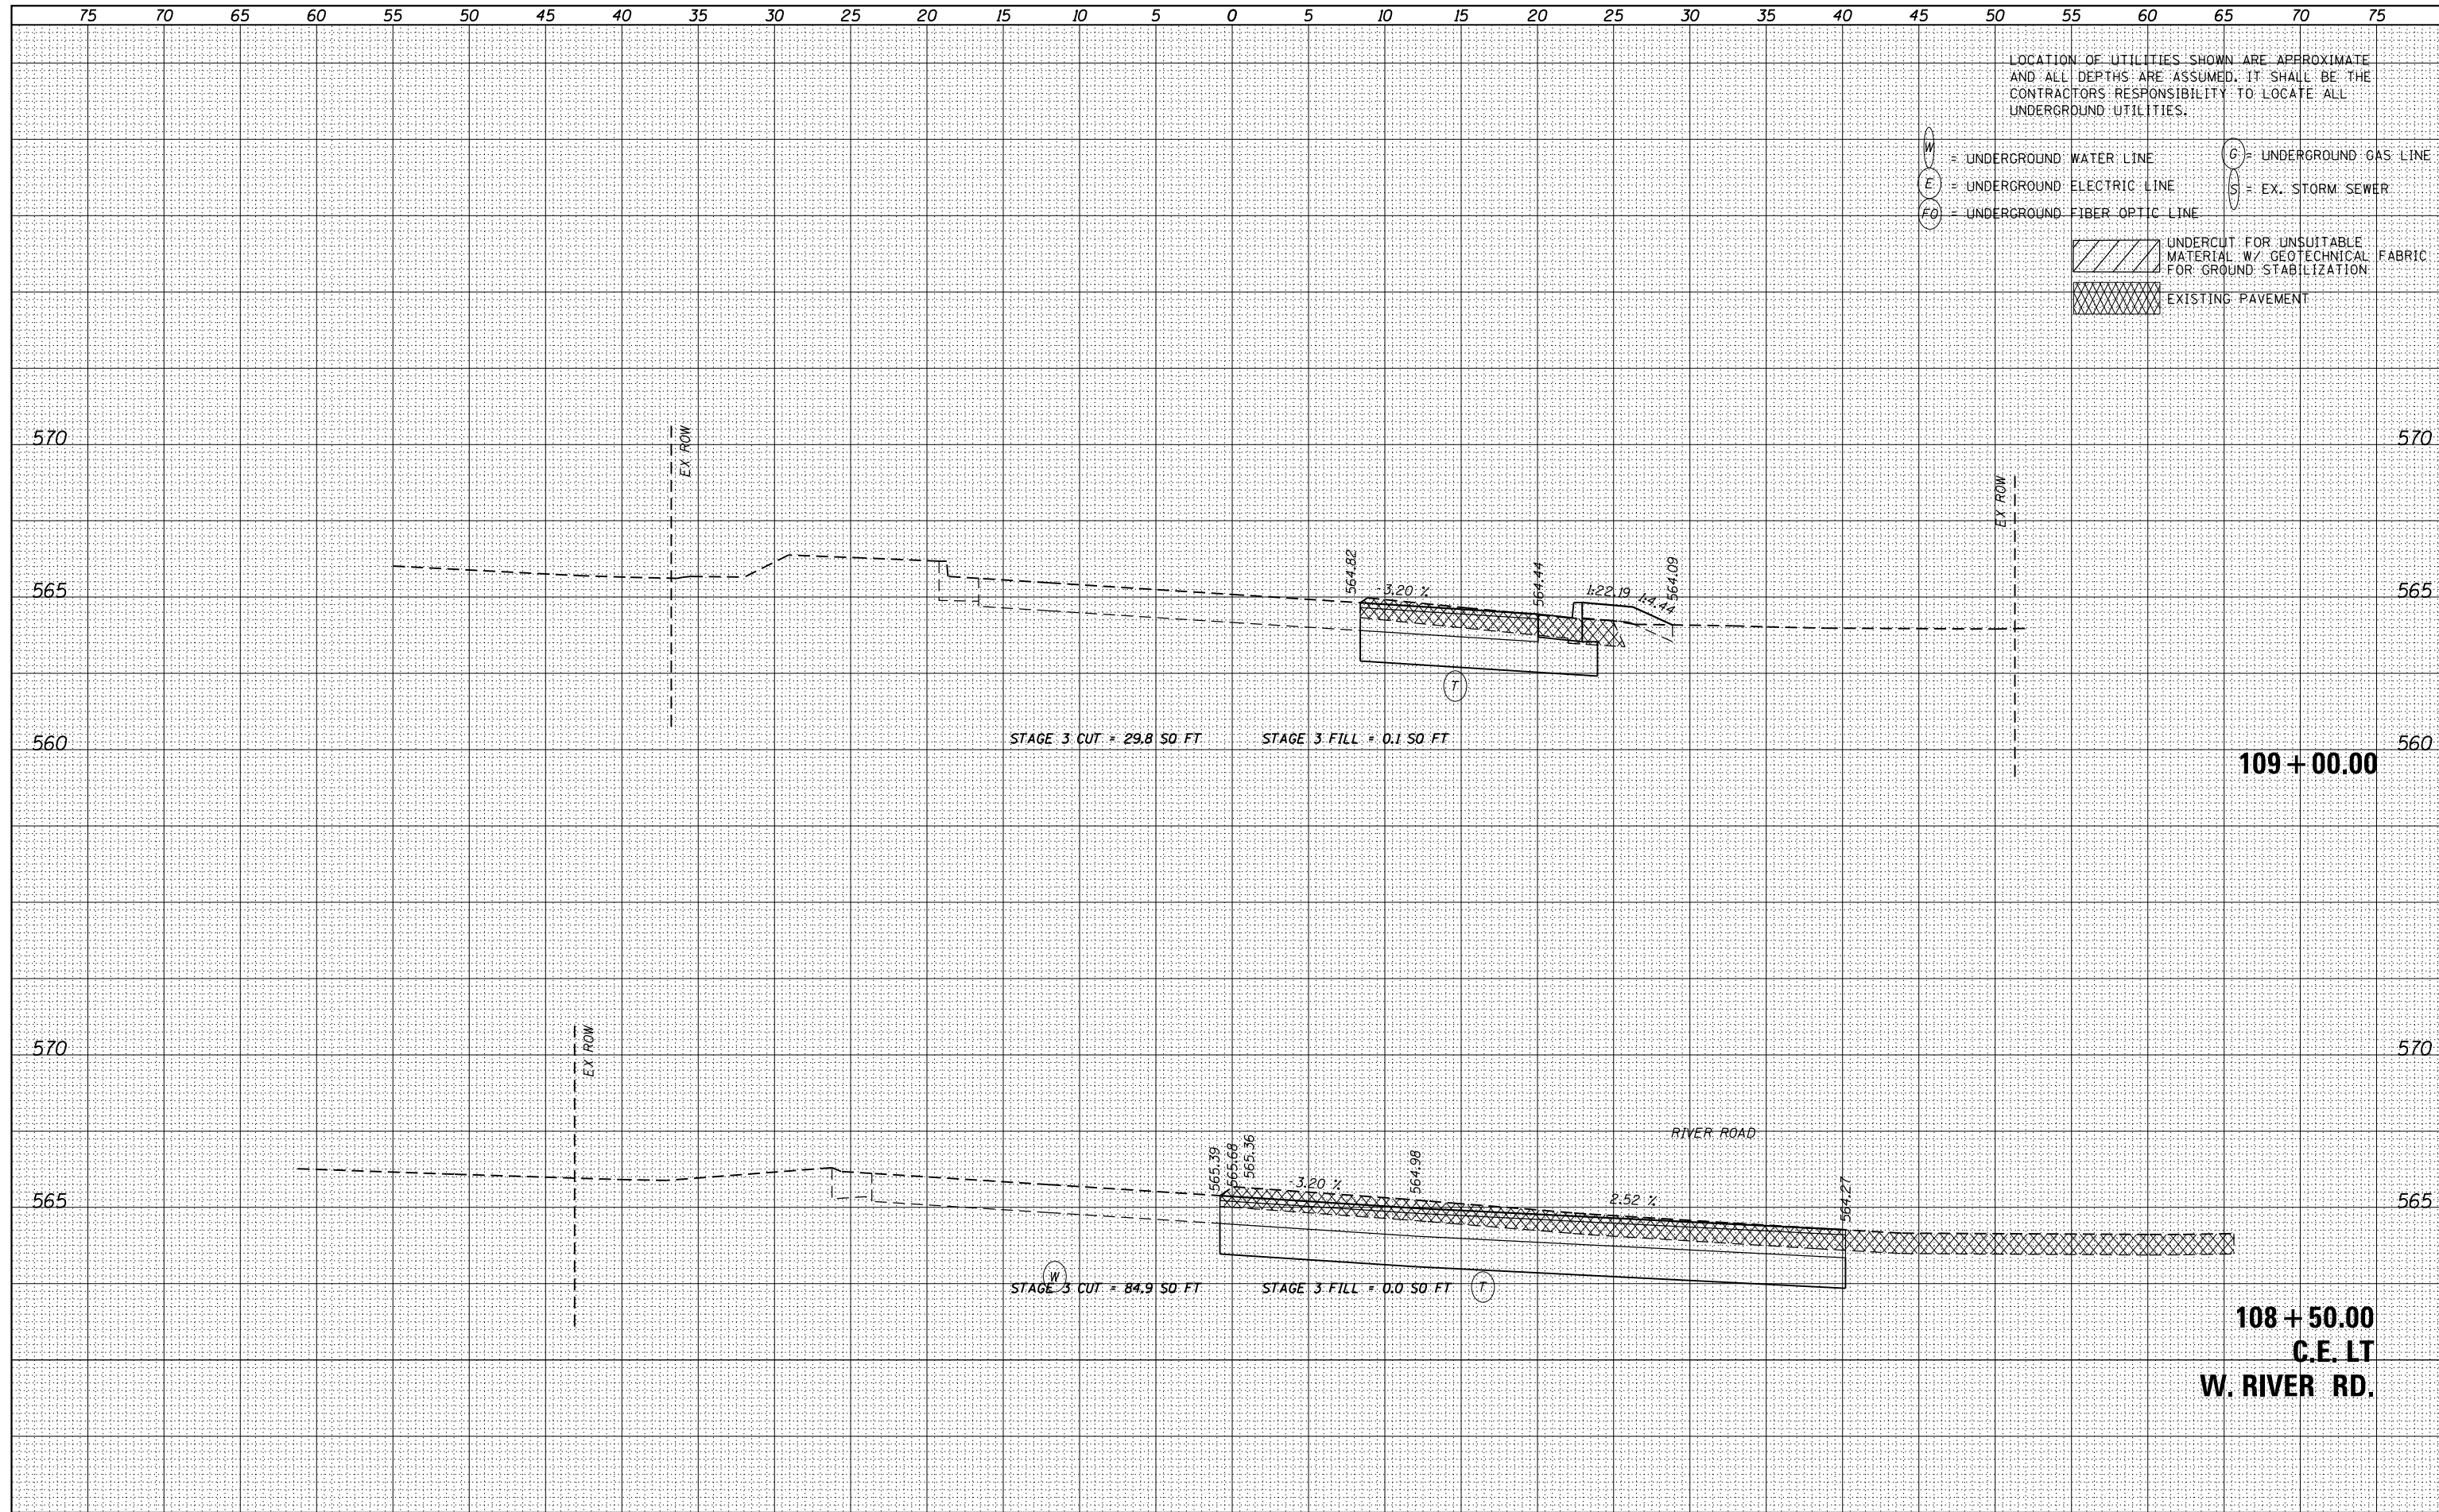 75 70 65 60 55 50 45 40 35 30 25 20 15 10 5 0 5 10 15 20 25 30 35 40 45 50 55 60 65 70 75
LOCATION OF UTILITIES SHOWN ARE APPROXIMATE
AND ALL DEPTHS ARE ASSUMED. IT SHALL BE THE
CONTRACTORS RESPONSIBILITY TO LOCATE ALL
UNDERGROUND UTILITIES.
W = UNDERGROUND WATER LINE
G = UNDERGROUND GAS LINE
E = UNDERGROUND ELECTRIC LINE
S = EX. STORM SEWER
FO = UNDERGROUND FIBER OPTIC LINE
UNDERCUT FOR UNSUITABLE
MATERIAL W/ GEOTECHNICAL FABRIC
FOR GROUND STABILIZATION
EXISTING PAVEMENT
570
EX ROW
570
EX ROW
565
564.82
-3.20 %
564.44
1:22.19
1:4.44
564.09
565
T
560
STAGE 3 CUT = 29.8 SQ FT
STAGE 3 FILL = 0.1 SQ FT
560
109 + 00.00
570
EX ROW
570
RIVER ROAD
565
565.39
565.68
565.36
-3.20 %
564.98
2.52 %
564.27
565
W
STAGE 3 CUT = 84.9 SQ FT
STAGE 3 FILL = 0.0 SQ FT
T
108 + 50.00
C.E. LT
W. RIVER RD.